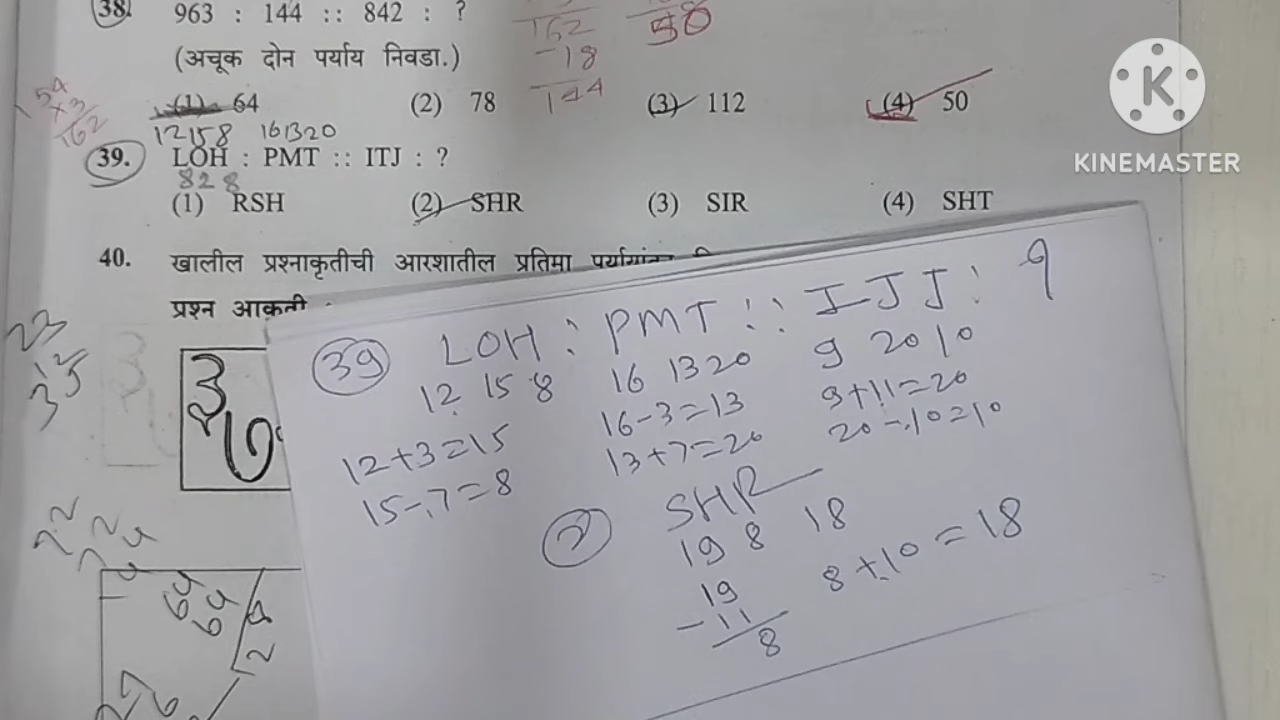 38. 963 : 144 :: 842 : ?
162
50
(अचूक दोन पर्याय निवडा.)
-18
144
54
×3
162
(1) 64 (2) 78 (3) 112 (4) 50
12 15 8 16 13 20
39. LOH : PMT :: ITJ : ?
8 2 8
(1) RSH (2) SHR (3) SIR (4) SHT
40. खालील प्रश्नाकृतीची आरशातील प्रतिमा पर्यायांतून
प्रश्न आकृती :
39 LOH : PMT :: IJJ : ?
12 15 8 16 13 20 9 20 10
12+3=15 16-3=13 9+11=20
15-7=8 13+7=20 20-10=10
2 SHR
19 8 18
19 8+10=18
-11
8
KINEMASTER